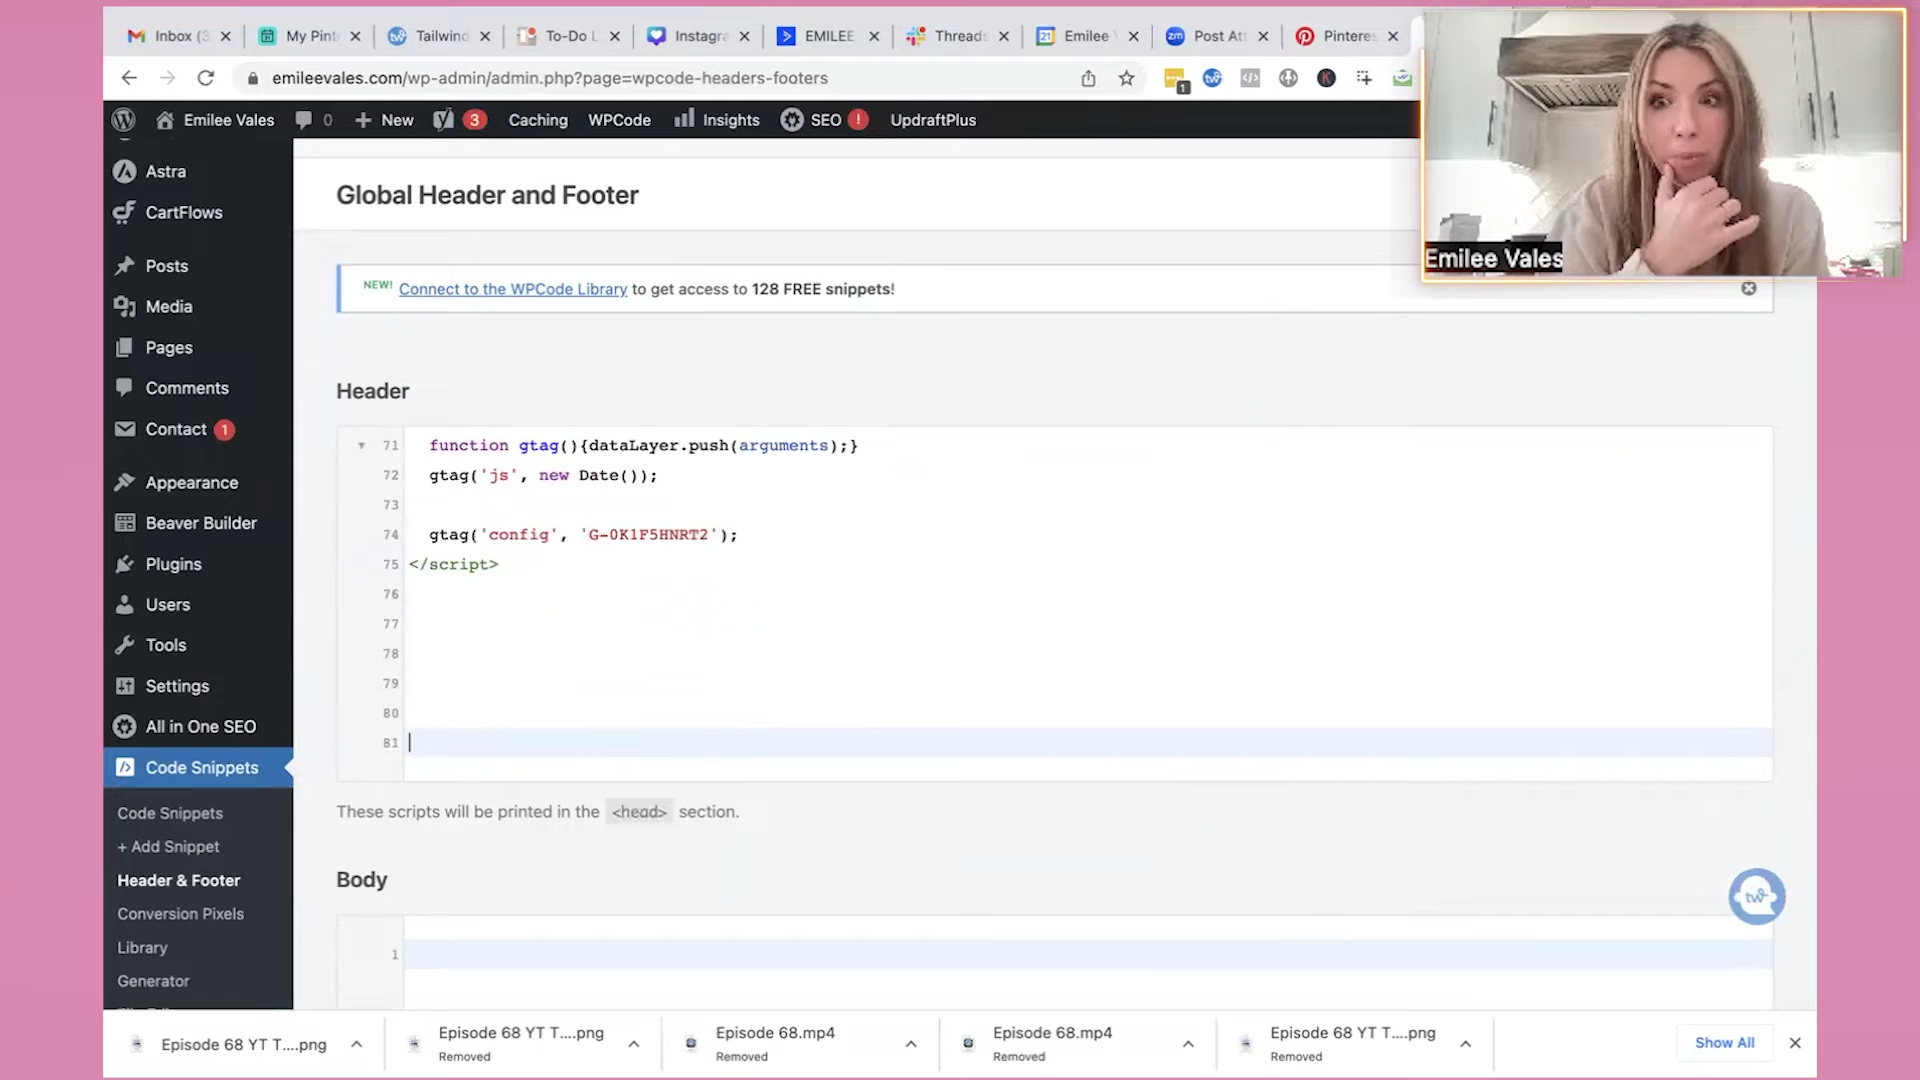 Inbox (3
My Pint
Tailwind
To-Do L
Instagra
EMILEE
Threads
21
Emilee V
zm
Post Att
Pinteres
emileevales.com/wp-admin/admin.php?page=wpcode-headers-footers
1
K
Emilee Vales
0
New
3
Caching
WPCode
Insights
SEO
!
UpdraftPlus
Emilee Vales
Astra
CartFlows
Posts
Media
Pages
Comments
Contact 1
Appearance
Beaver Builder
Plugins
Users
Tools
Settings
All in One SEO
Code Snippets
Code Snippets
+ Add Snippet
Header & Footer
Conversion Pixels
Library
Generator
Global Header and Footer
NEW! Connect to the WPCode Library to get access to 128 FREE snippets!
Header
71 function gtag(){dataLayer.push(arguments);}
72 gtag('js', new Date());
73
74 gtag('config', 'G-0K1F5HNRT2');
75 </script>
76
77
78
79
80
81
These scripts will be printed in the <head> section.
Body
1
tw
Episode 68 YT T....png
Episode 68 YT T....png
Removed
Episode 68.mp4
Removed
Episode 68.mp4
Removed
Episode 68 YT T....png
Removed
Show All